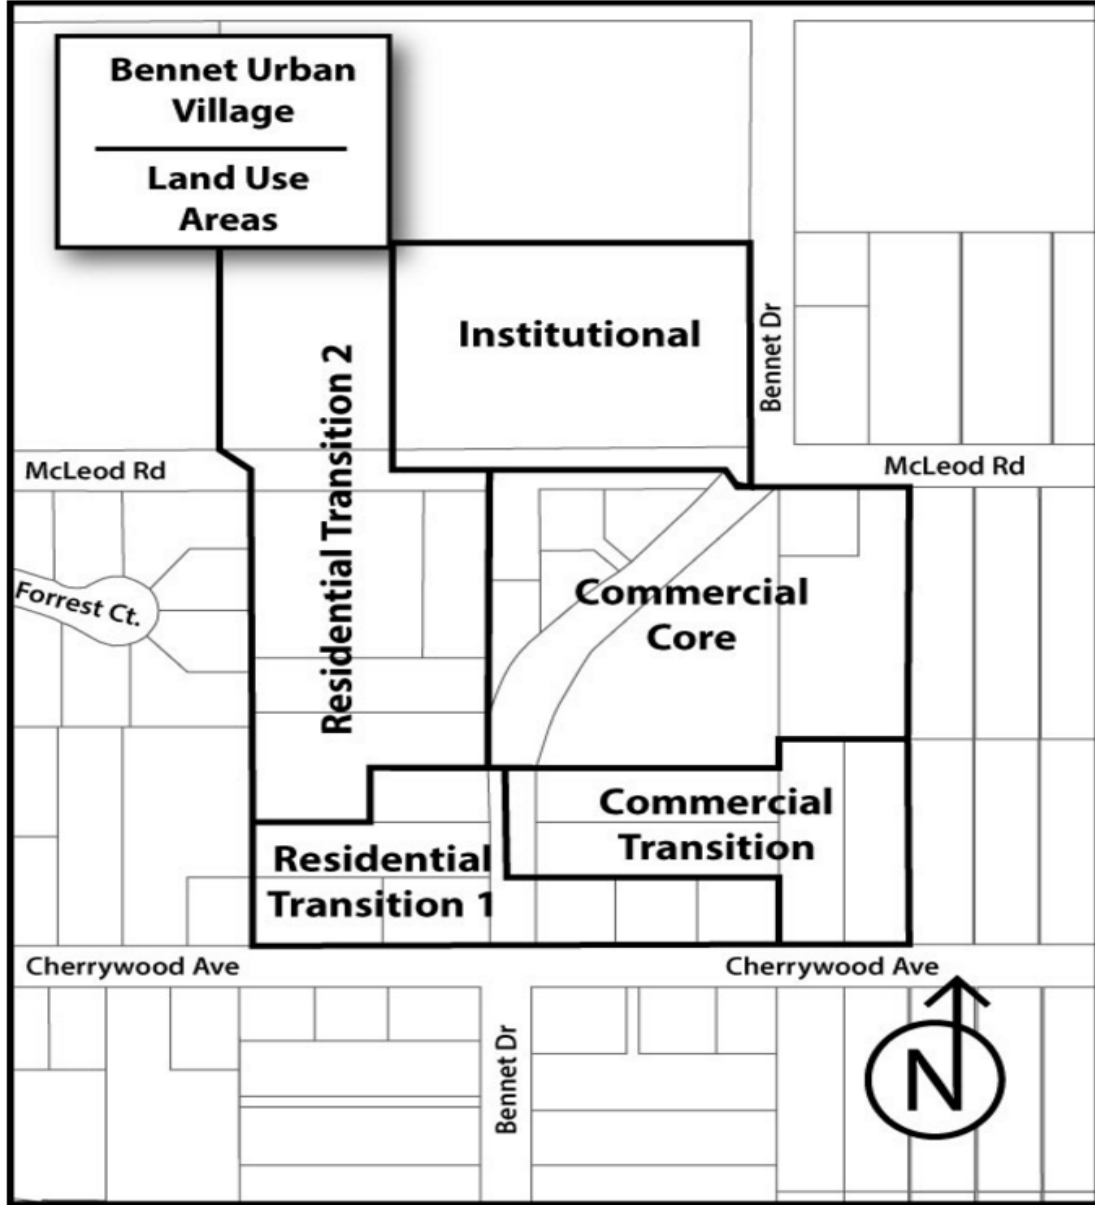 Bennet Urban
Village
Land Use
Areas
Institutional
Bennet Dr
Residential Transition 2
McLeod Rd
McLeod Rd
Forrest Ct.
Commercial
Core
Commercial
Transition
Residential
Transition 1
Cherrywood Ave
Cherrywood Ave
Bennet Dr
N